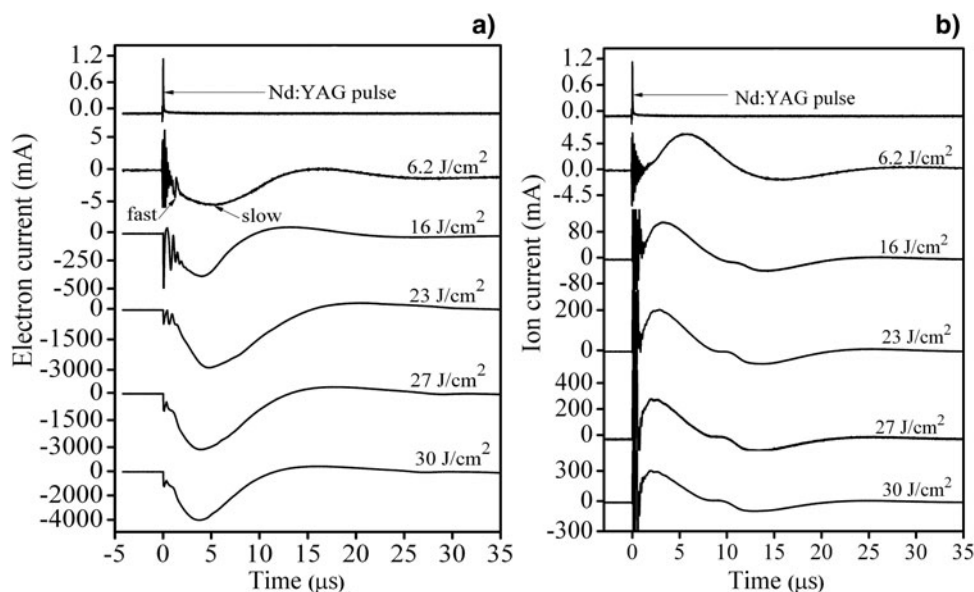 a)
1.2
0.6
0.0
Nd:YAG pulse
5
0
-5
6.2 J/cm²
fast
slow
0
-250
-500
16 J/cm²
0
-1500
-3000
23 J/cm²
0
-1500
-3000
27 J/cm²
0
-2000
-4000
30 J/cm²
Electron current (mA)
-5 0 5 10 15 20 25 30 35
Time (μs)
b)
1.2
0.6
0.0
Nd:YAG pulse
4.5
0.0
-4.5
6.2 J/cm²
80
0
-80
16 J/cm²
200
0
23 J/cm²
400
200
0
27 J/cm²
300
0
-300
30 J/cm²
Ion current (mA)
0 5 10 15 20 25 30 35
Time (μs)